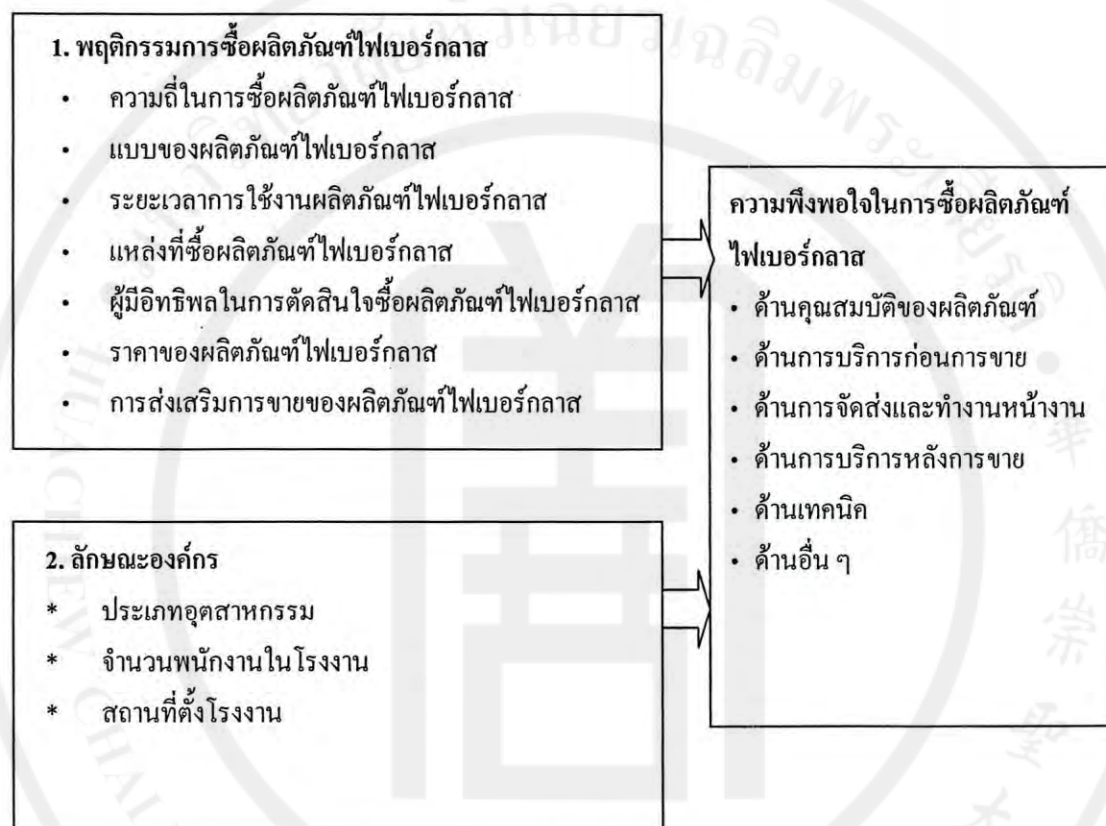 1. พฤติกรรมการซื้อผลิตภัณฑ์ไฟเบอร์กลาส
• ความถี่ในการซื้อผลิตภัณฑ์ไฟเบอร์กลาส
• แบบของผลิตภัณฑ์ไฟเบอร์กลาส
• ระยะเวลาการใช้งานผลิตภัณฑ์ไฟเบอร์กลาส
• แหล่งที่ซื้อผลิตภัณฑ์ไฟเบอร์กลาส
• ผู้มีอิทธิพลในการตัดสินใจซื้อผลิตภัณฑ์ไฟเบอร์กลาส
• ราคาของผลิตภัณฑ์ไฟเบอร์กลาส
• การส่งเสริมการขายของผลิตภัณฑ์ไฟเบอร์กลาส
2. ลักษณะองค์กร
* ประเภทอุตสาหกรรม
* จำนวนพนักงานในโรงงาน
* สถานที่ตั้งโรงงาน
ความพึงพอใจในการซื้อผลิตภัณฑ์
ไฟเบอร์กลาส
• ด้านคุณสมบัติของผลิตภัณฑ์
• ด้านการบริการก่อนการขาย
• ด้านการจัดส่งและทำงานหน้างาน
• ด้านการบริการหลังการขาย
• ด้านเทคนิค
• ด้านอื่น ๆ
HUACHIEW
華僑崇聖